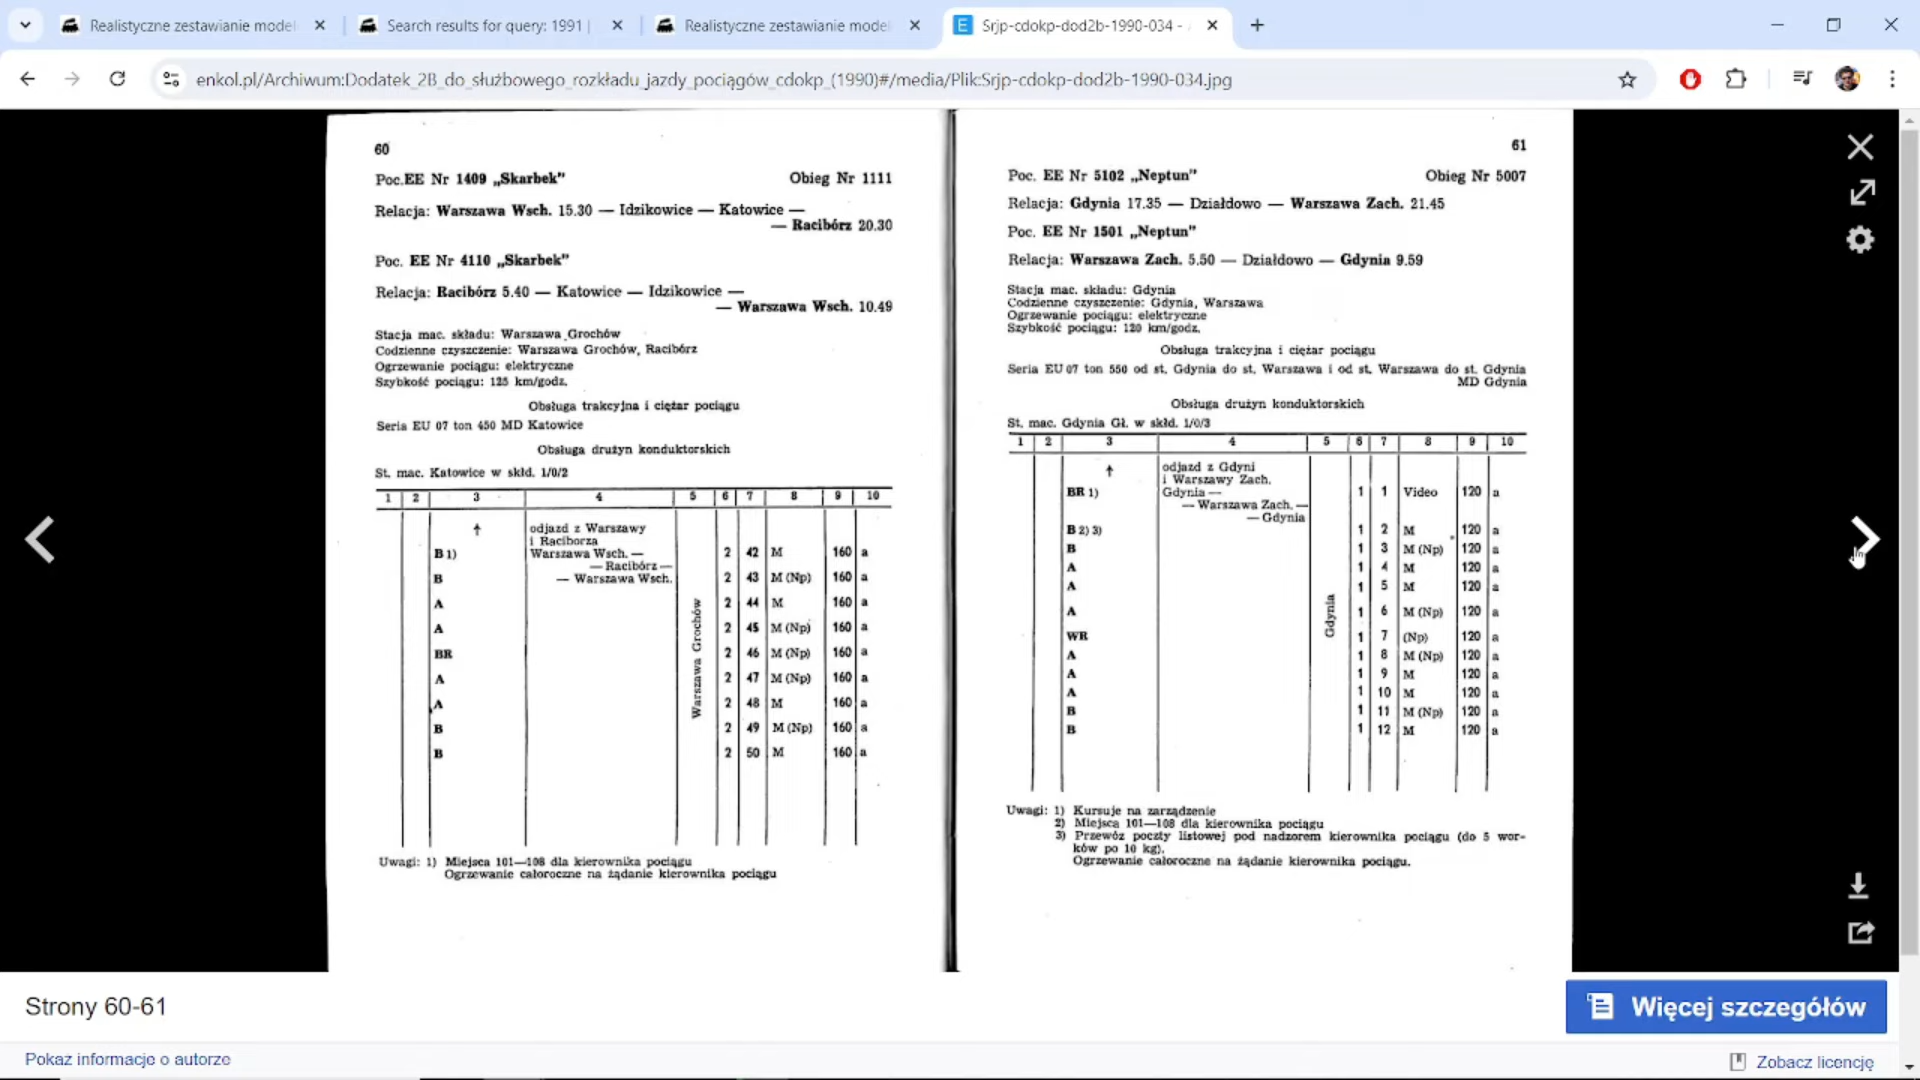 Realistyczne zestawianie model
Search results for query: 1991 |
Realistyczne zestawianie model
Srjp-cdokp-dod2b-1990-034 -
enkol.pl/Archiwum:Dodatek_2B_do_służbowego_rozkładu_jazdy_pociągów_cdokp_(1990)#/media/Plik:Srjp-cdokp-dod2b-1990-034.jpg
60
Poc.EE Nr 1409 „Skarbek” Obieg Nr 1111
Relacja: Warszawa Wsch. 15.30 — Idzikowice — Katowice —
— Racibórz 20.30
Poc. EE Nr 4110 „Skarbek”
Relacja: Racibórz 5.40 — Katowice — Idzikowice —
— Warszawa Wsch. 10.49
Stacja mac. składu: Warszawa Grochów
Codzienne czyszczenie: Warszawa Grochów, Racibórz
Ogrzewanie pociągu: elektryczne
Szybkość pociągu: 125 km/godz.
Obsługa trakcyjna i ciężar pociągu
Seria EU 07 ton 450 MD Katowice
Obsługa drużyn konduktorskich
St. mac. Katowice w skłd. 1/0/2
1 2 3 4 5 6 7 8 9 10
↑ odjazd z Warszawy
i Raciborza
B 1) Warszawa Wsch. — 2 42 M 160 a
— Racibórz —
B — Warszawa Wsch. 2 43 M (Np) 160 a
A 2 44 M 160 a
A 2 45 M (Np) 160 a
BR 2 46 M (Np) 160 a
A 2 47 M (Np) 160 a
A 2 48 M 160 a
B 2 49 M (Np) 160 a
B 2 50 M 160 a
Warszawa Grochów
Uwagi: 1) Miejsca 101—108 dla kierownika pociągu
Ogrzewanie całoroczne na żądanie kierownika pociągu
61
Poc. EE Nr 5102 „Neptun” Obieg Nr 5007
Relacja: Gdynia 17.35 — Działdowo — Warszawa Zach. 21.45
Poc. EE Nr 1501 „Neptun”
Relacja: Warszawa Zach. 5.50 — Działdowo — Gdynia 9.59
Stacja mac. składu: Gdynia
Codzienne czyszczenie: Gdynia, Warszawa
Ogrzewanie pociągu: elektryczne
Szybkość pociągu: 120 km/godz.
Obsługa trakcyjna i ciężar pociągu
Seria EU 07 ton 550 od st. Gdynia do st. Warszawa i od st. Warszawa do st. Gdynia
MD Gdynia
Obsługa drużyn konduktorskich
St. mac. Gdynia Gł. w skłd. 1/0/3
1 2 3 4 5 6 7 8 9 10
↑ odjazd z Gdyni
i Warszawy Zach.
BR 1) Gdynia — 1 1 Video 120 a
— Warszawa Zach. —
— Gdynia
B 2) 3) 1 2 M 120 a
B 1 3 M (Np) 120 a
A 1 4 M 120 a
A 1 5 M 120 a
A 1 6 M (Np) 120 a
WR 1 7 (Np) 120 a
A 1 8 M (Np) 120 a
A 1 9 M 120 a
A 1 10 M 120 a
B 1 11 M (Np) 120 a
B 1 12 M 120 a
Gdynia
Uwagi: 1) Kursuje na zarządzenie
2) Miejsca 101—108 dla kierownika pociągu
3) Przewóz poczty listowej pod nadzorem kierownika pociągu (do 5 wor-
ków po 10 kg).
Ogrzewanie całoroczne na żądanie kierownika pociągu.
Strony 60-61
Więcej szczegółów
Pokaż informacje o autorze
Zobacz licencję